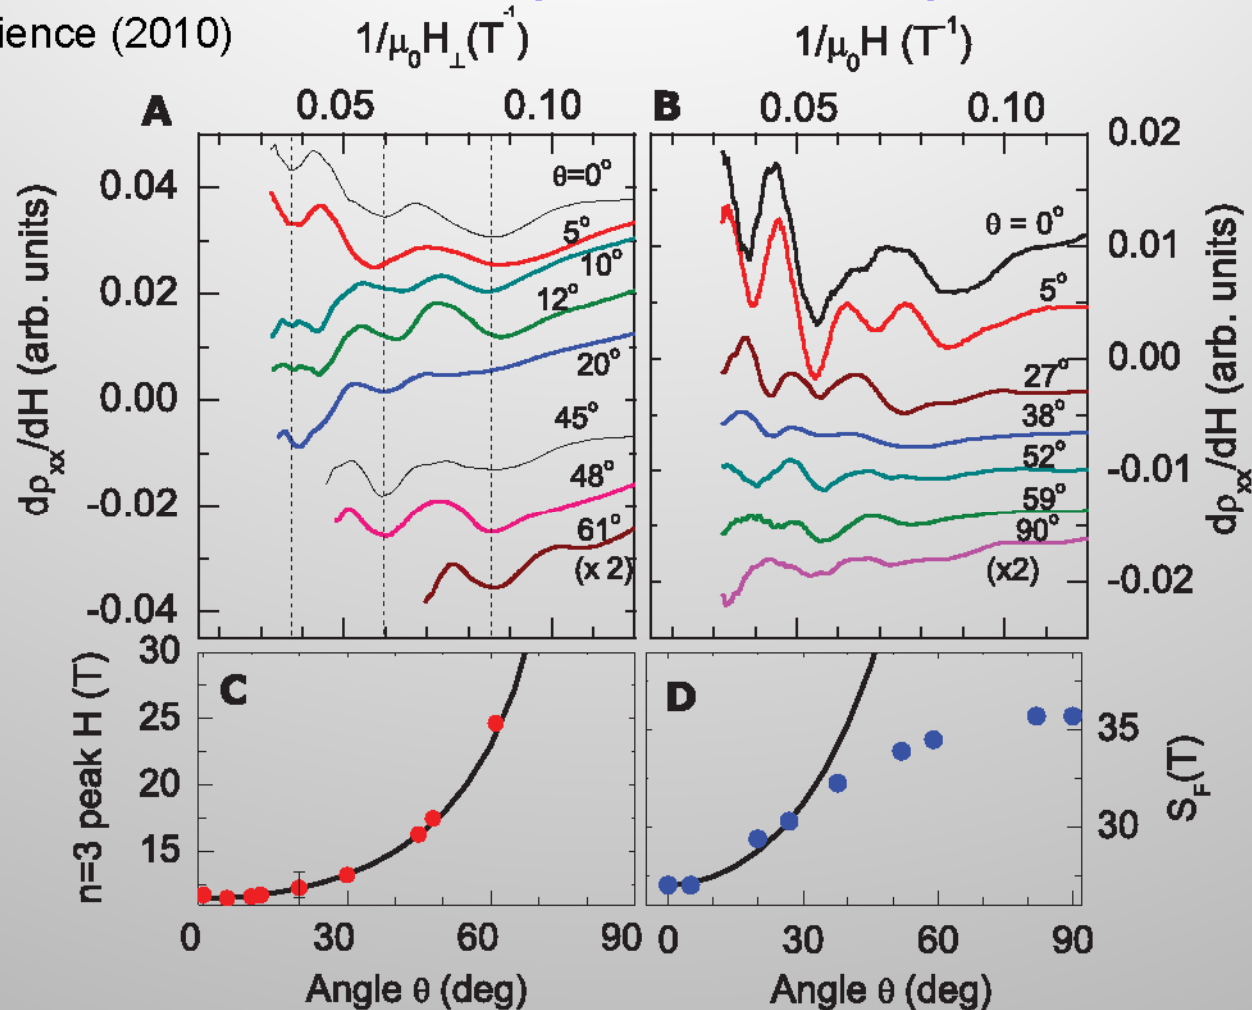 ience (2010)
1/μ₀H⊥(T⁻¹)
1/μ₀H (T⁻¹)
A
0.05
0.10
B
0.05
0.10
0.02
0.04
0.02
0.00
-0.02
-0.04
dρxx/dH (arb. units)
θ=0°
5°
10°
12°
20°
45°
48°
61°
(x 2)
θ = 0°
5°
27°
38°
52°
59°
90°
(x2)
0.01
0.00
-0.01
-0.02
dρxx/dH (arb. units)
C
30
25
20
15
n=3 peak H (T)
0
30
60
90
Angle θ (deg)
D
35
30
S_F(T)
0
30
60
90
Angle θ (deg)